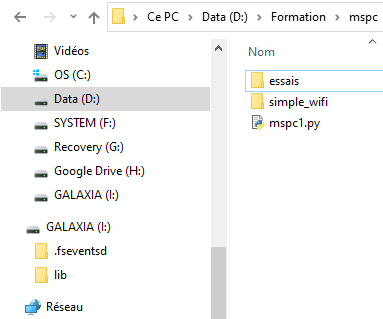 Ce PC > Data (D:) > Formation > mspc
Nom
Vidéos
OS (C:)
Data (D:)
SYSTEM (F:)
Recovery (G:)
Google Drive (H:)
GALAXIA (I:)
GALAXIA (I:)
.fseventsd
lib
Réseau
essais
simple_wifi
mspc1.py